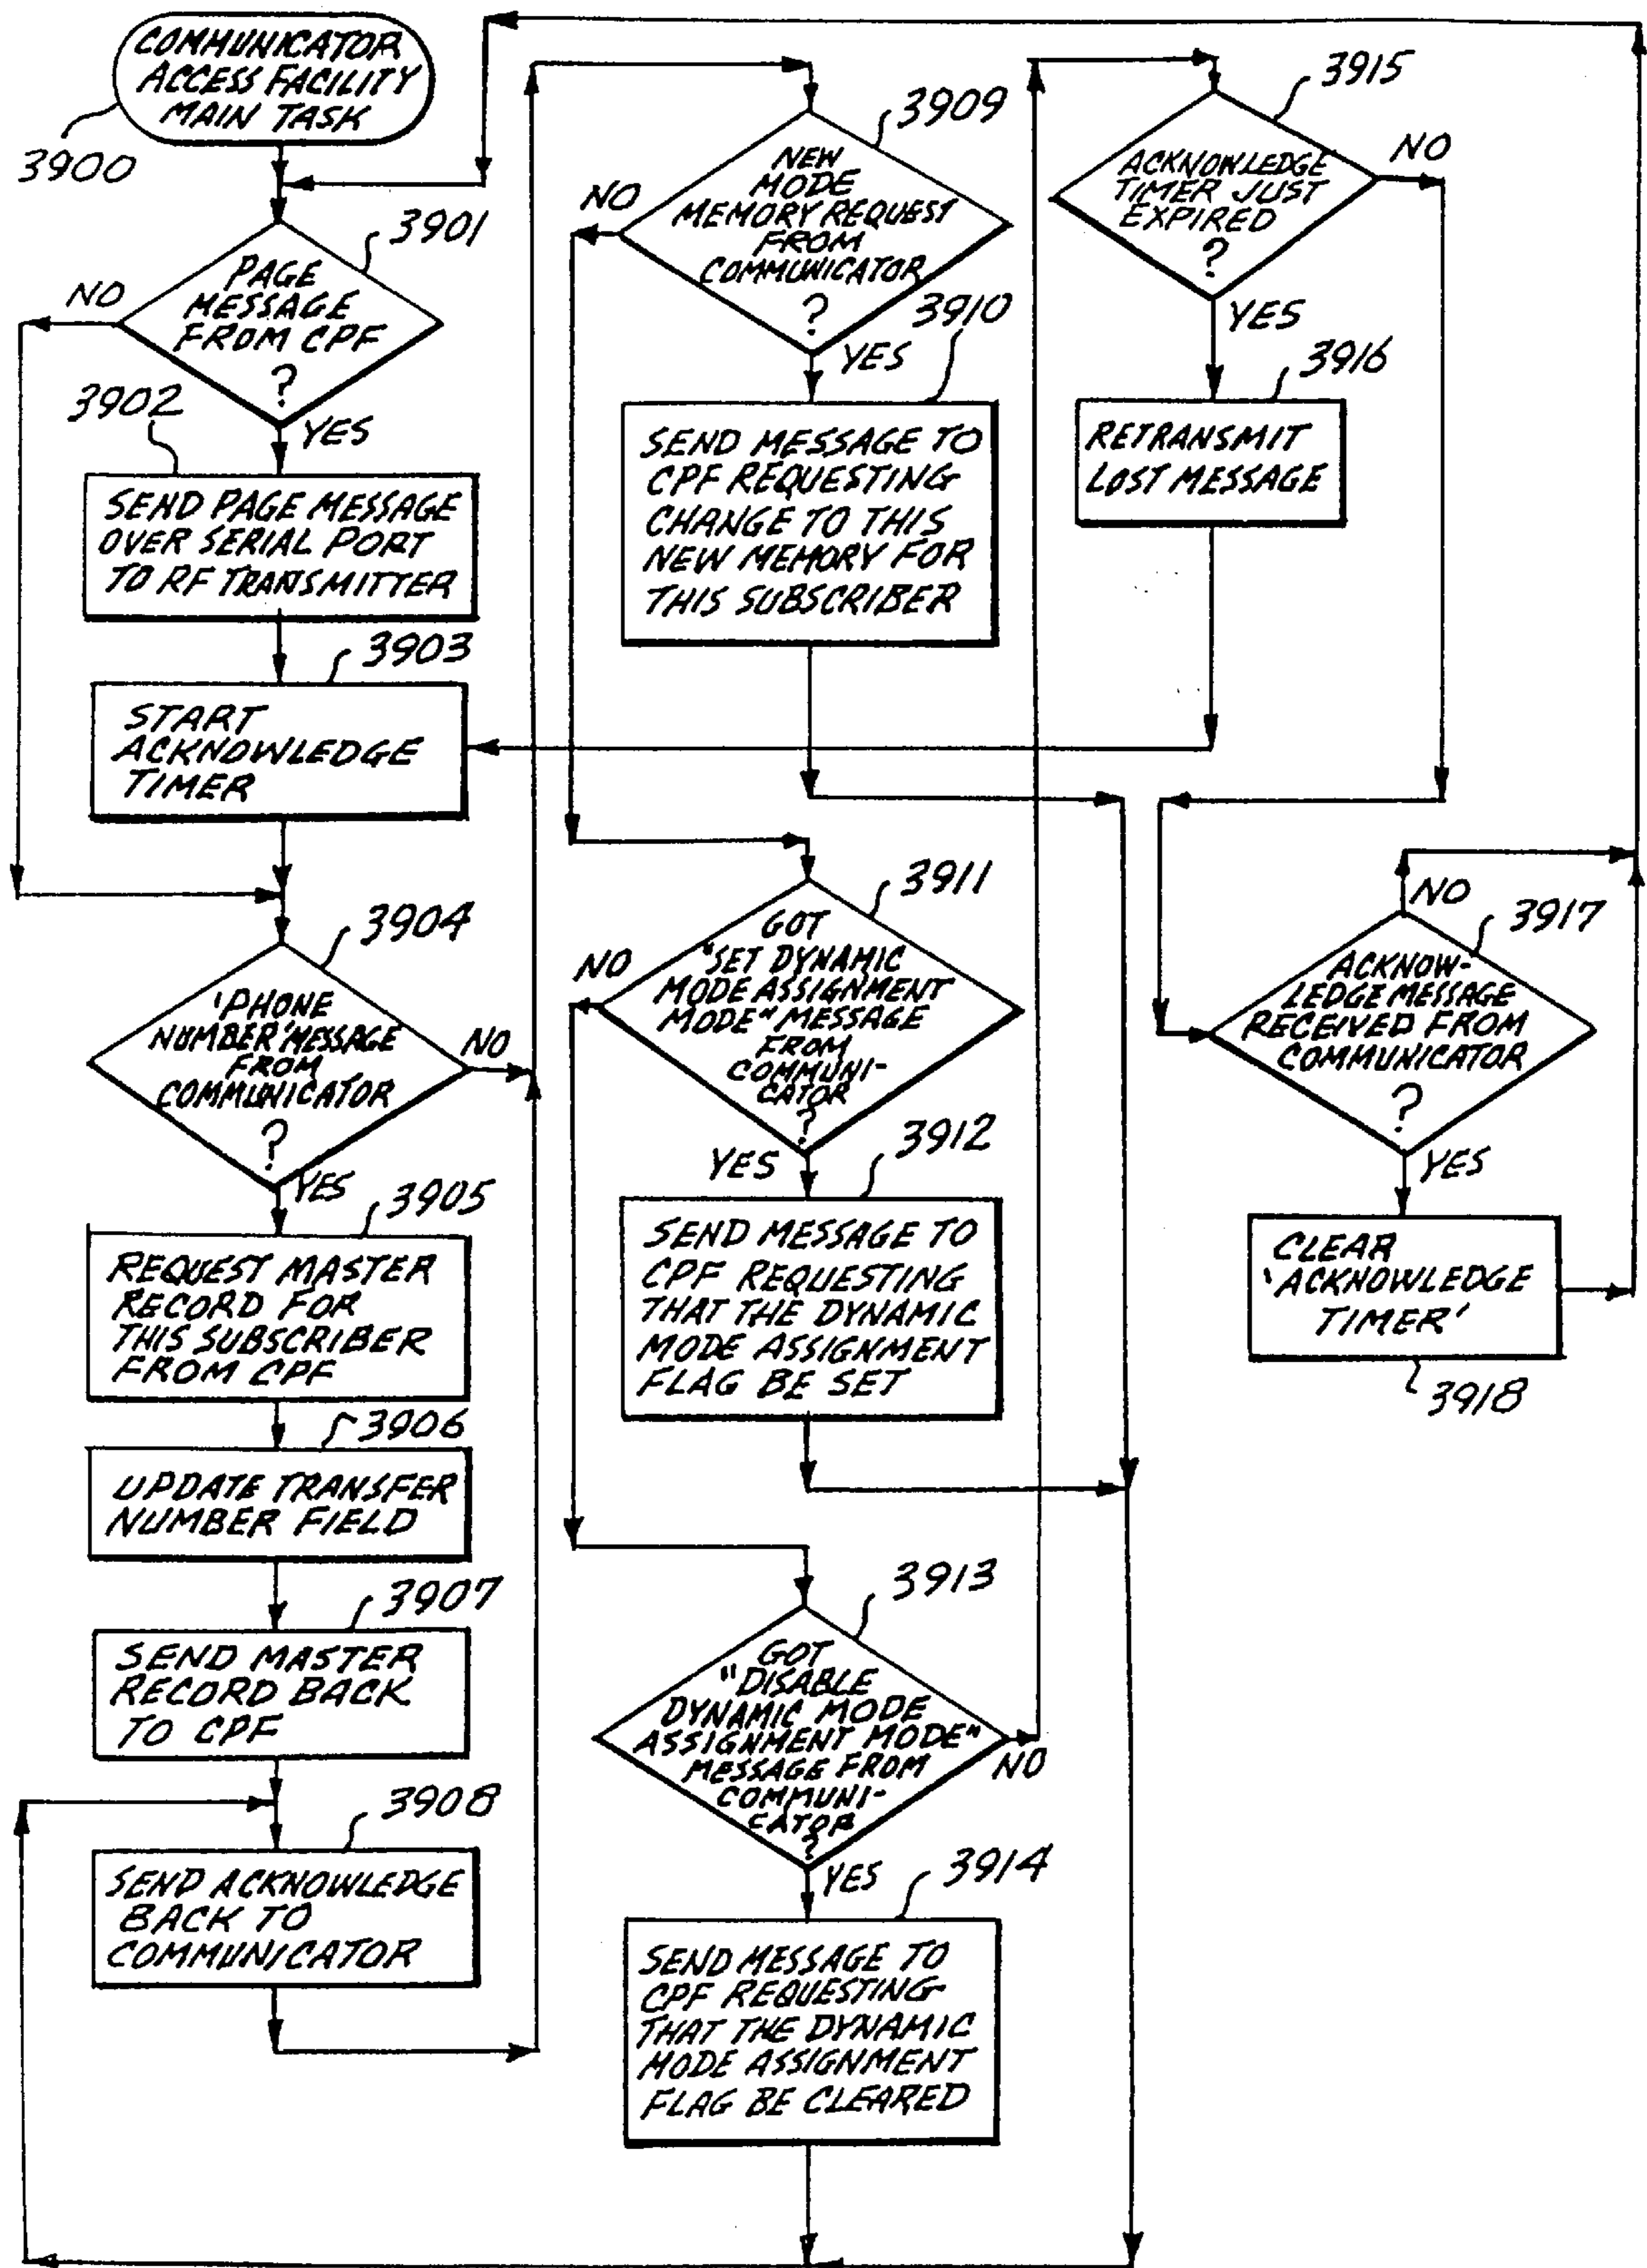 COMMUNICATOR
ACCESS FACILITY
MAIN TASK
3900
3901
PAGE
MESSAGE
FROM CPF
?
NO
YES
3902
SEND PAGE MESSAGE
OVER SERIAL PORT
TO RF TRANSMITTER
3903
START
ACKNOWLEDGE
TIMER
3904
'PHONE
NUMBER' MESSAGE
FROM
COMMUNICATOR
?
NO
YES
3905
REQUEST MASTER
RECORD FOR
THIS SUBSCRIBER
FROM CPF
3906
UPDATE TRANSFER
NUMBER FIELD
3907
SEND MASTER
RECORD BACK
TO CPF
3908
SEND ACKNOWLEDGE
BACK TO
COMMUNICATOR
3909
NEW
MODE
MEMORY REQUEST
FROM
COMMUNICATOR
?
NO
YES
3910
SEND MESSAGE TO
CPF REQUESTING
CHANGE TO THIS
NEW MEMORY FOR
THIS SUBSCRIBER
3911
GOT
"SET DYNAMIC
MODE ASSIGNMENT
MODE" MESSAGE
FROM
COMMUNI-
CATOR
?
NO
YES
3912
SEND MESSAGE TO
CPF REQUESTING
THAT THE DYNAMIC
MODE ASSIGNMENT
FLAG BE SET
3913
GOT
"DISABLE
DYNAMIC MODE
ASSIGNMENT MODE"
MESSAGE FROM
COMMUNI-
CATOR
?
NO
YES
3914
SEND MESSAGE TO
CPF REQUESTING
THAT THE DYNAMIC
MODE ASSIGNMENT
FLAG BE CLEARED
3915
ACKNOWLEDGE
TIMER JUST
EXPIRED
?
NO
YES
3916
RETRANSMIT
LOST MESSAGE
3917
ACKNOW-
LEDGE MESSAGE
RECEIVED FROM
COMMUNICATOR
?
NO
YES
CLEAR
'ACKNOWLEDGE
TIMER'
3918